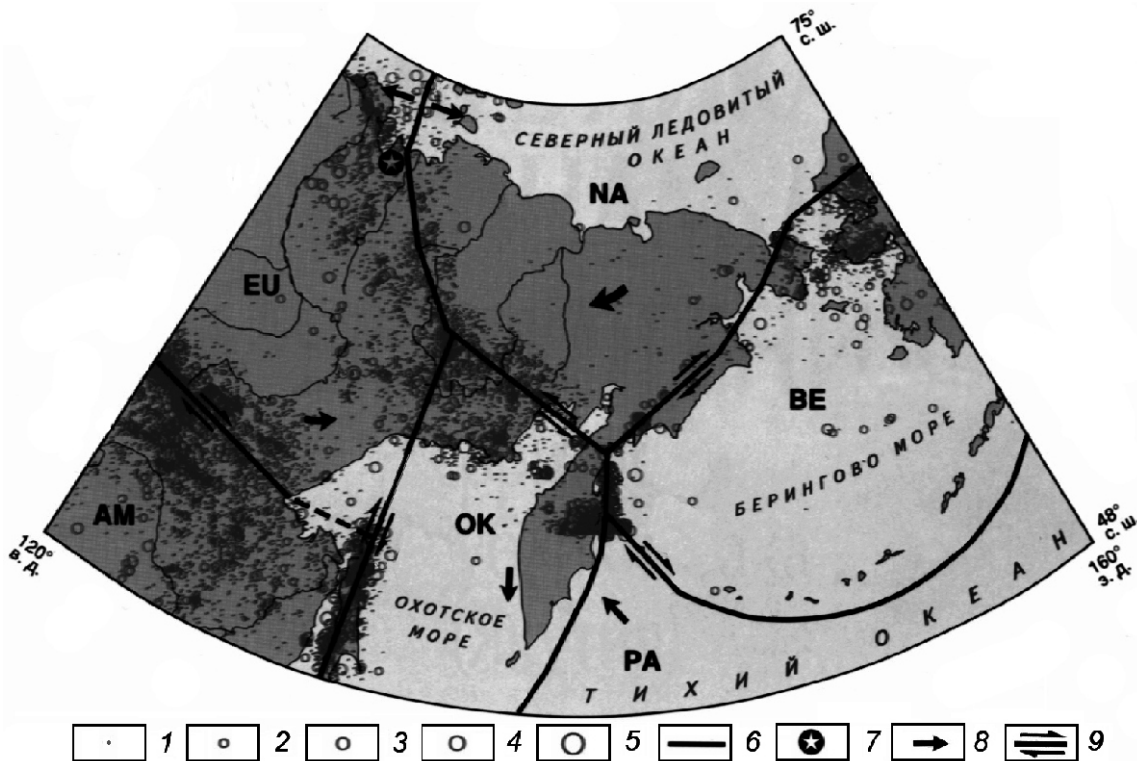 75°
с. ш.
СЕВЕРНЫЙ ЛЕДОВИТЫЙ
ОКЕАН
NA
EU
BE
БЕРИНГОВО МОРЕ
AM
OK
120°
в. д.
48°
с. ш.
160°
з. д.
ОХОТСКОЕ
МОРЕ
PA
ТИХИЙ ОКЕАН
1 2 3 4 5 6 7 8 9